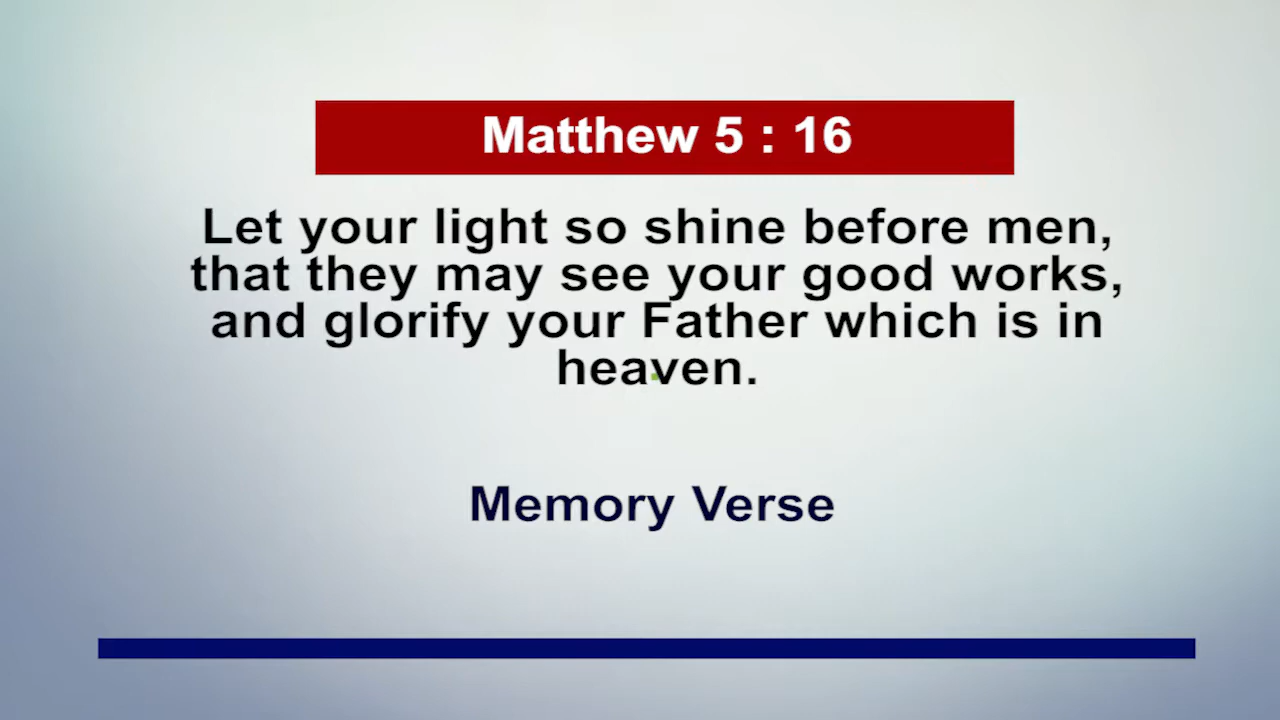 Matthew 5 : 16
Let your light so shine before men,
that they may see your good works,
and glorify your Father which is in
heaven.
Memory Verse